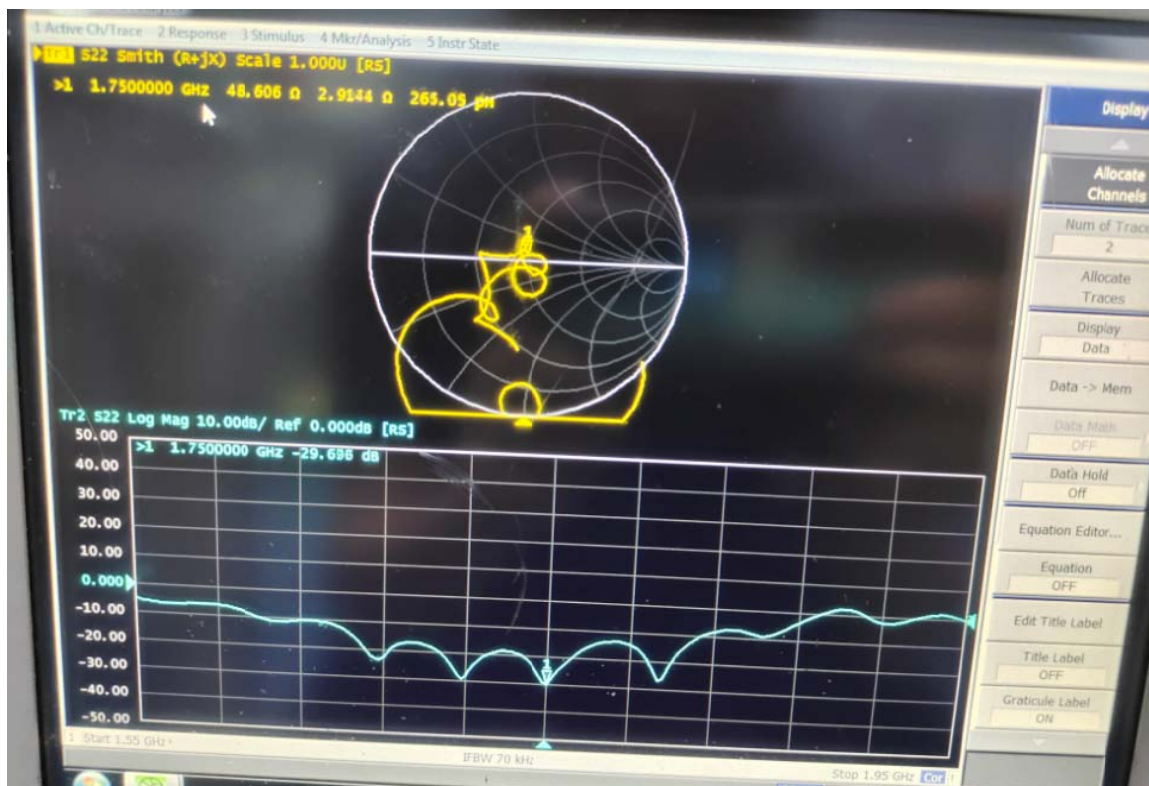 1 Active Ch/Trace 2 Response 3 Stimulus 4 Mkr/Analysis 5 Instr State
Tr1 S22 Smith (R+jX) Scale 1.000U [RS]
>1 1.7500000 GHz 48.606 Ω 2.9144 Ω 265.05 pH
1
Tr2 S22 Log Mag 10.00dB/ Ref 0.000dB [RS]
50.00
>1 1.7500000 GHz -29.696 dB
40.00
30.00
20.00
10.00
0.000
-10.00
-20.00
-30.00
1
-40.00
-50.00
1 Start 1.55 GHz
IFBW 70 kHz
Stop 1.95 GHz Cor
Display
Allocate
Channels
Num of Trace
2
Allocate
Traces
Display
Data
Data -> Mem
Data Math
OFF
Data Hold
Off
Equation Editor...
Equation
OFF
Edit Title Label
Title Label
OFF
Graticule Label
ON